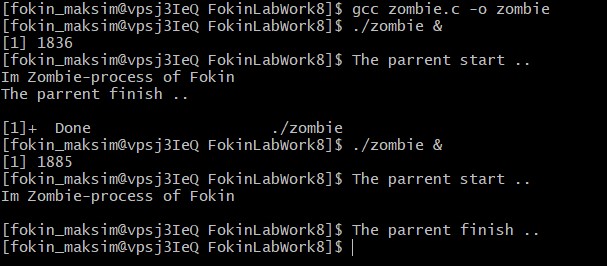 [fokin_maksim@vpsj3IeQ FokinLabWork8]$ gcc zombie.c -o zombie
[fokin_maksim@vpsj3IeQ FokinLabWork8]$ ./zombie &
[1] 1836
[fokin_maksim@vpsj3IeQ FokinLabWork8]$ The parrent start ..
Im Zombie-process of Fokin
The parrent finish ..
[1]+  Done                    ./zombie
[fokin_maksim@vpsj3IeQ FokinLabWork8]$ ./zombie &
[1] 1885
[fokin_maksim@vpsj3IeQ FokinLabWork8]$ The parrent start ..
Im Zombie-process of Fokin
[fokin_maksim@vpsj3IeQ FokinLabWork8]$ The parrent finish ..
[fokin_maksim@vpsj3IeQ FokinLabWork8]$